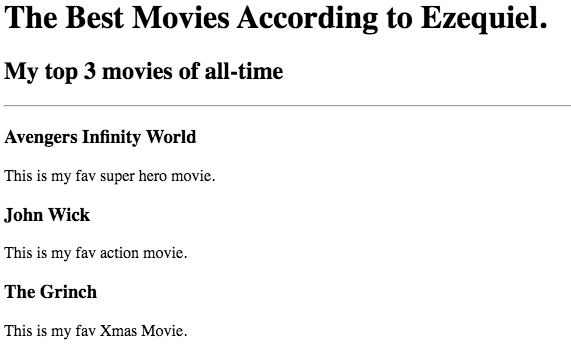 The Best Movies According to Ezequiel.
My top 3 movies of all-time
Avengers Infinity World
This is my fav super hero movie.
John Wick
This is my fav action movie.
The Grinch
This is my fav Xmas Movie.